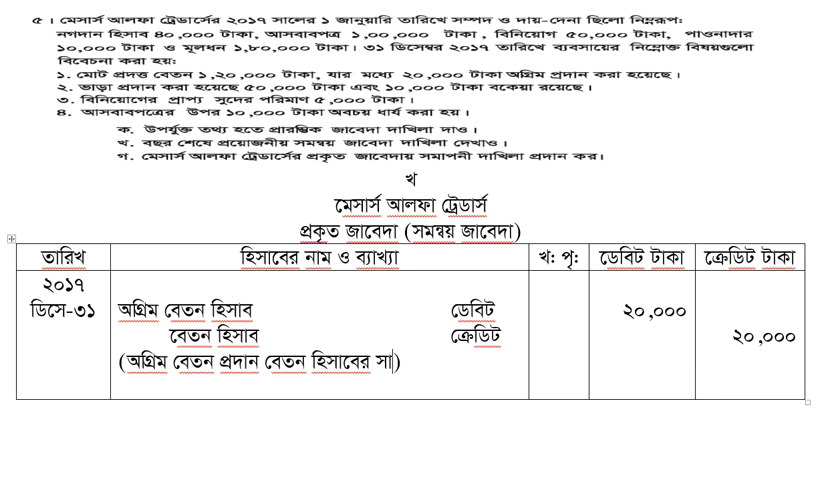 ৫। মেসার্স আলফা ট্রেডার্সের ২০১৭ সালের ১ জানুয়ারি তারিখে সম্পদ ও দায়-দেনা ছিলো নিম্নরূপঃ
নগদান হিসাব ৪০,০০০ টাকা, আসবাবপত্র ১,০০,০০০ টাকা, বিনিয়োগ ৫০,০০০ টাকা, পাওনাদার
১০,০০০ টাকা ও মূলধন ১,৮০,০০০ টাকা। ৩১ ডিসেম্বর ২০১৭ তারিখে ব্যবসায়ের নিম্নোক্ত বিষয়গুলো
বিবেচনা করা হয়ঃ
১. মোট প্রদত্ত বেতন ১,২০,০০০ টাকা, যার মধ্যে ২০,০০০ টাকা অগ্রিম প্রদান করা হয়েছে।
২. ভাড়া প্রদান করা হয়েছে ৫০,০০০ টাকা এবং ১০,০০০ টাকা বকেয়া রয়েছে।
৩. বিনিয়োগের প্রাপ্য সুদের পরিমাণ ৫,০০০ টাকা।
৪. আসবাবপত্রের উপর ১০,০০০ টাকা অবচয় ধার্য করা হয়।
ক. উপর্যুক্ত তথ্য হতে প্রারম্ভিক জাবেদা দাখিলা দাও।
খ. বছর শেষে প্রয়োজনীয় সমন্বয় জাবেদা দাখিলা দেখাও।
গ. মেসার্স আলফা ট্রেডার্সের প্রকৃত জাবেদায় সমাপনী দাখিলা প্রদান কর।
খ
মেসার্স আলফা ট্রেডার্স
প্রকৃত জাবেদা (সমন্বয় জাবেদা)
তারিখ হিসাবের নাম ও ব্যাখ্যা খ: পৃ: ডেবিট টাকা ক্রেডিট টাকা
২০১৭
ডিসে-৩১ অগ্রিম বেতন হিসাব ডেবিট ২০,০০০
বেতন হিসাব ক্রেডিট ২০,০০০
(অগ্রিম বেতন প্রদান বেতন হিসাবের সা)